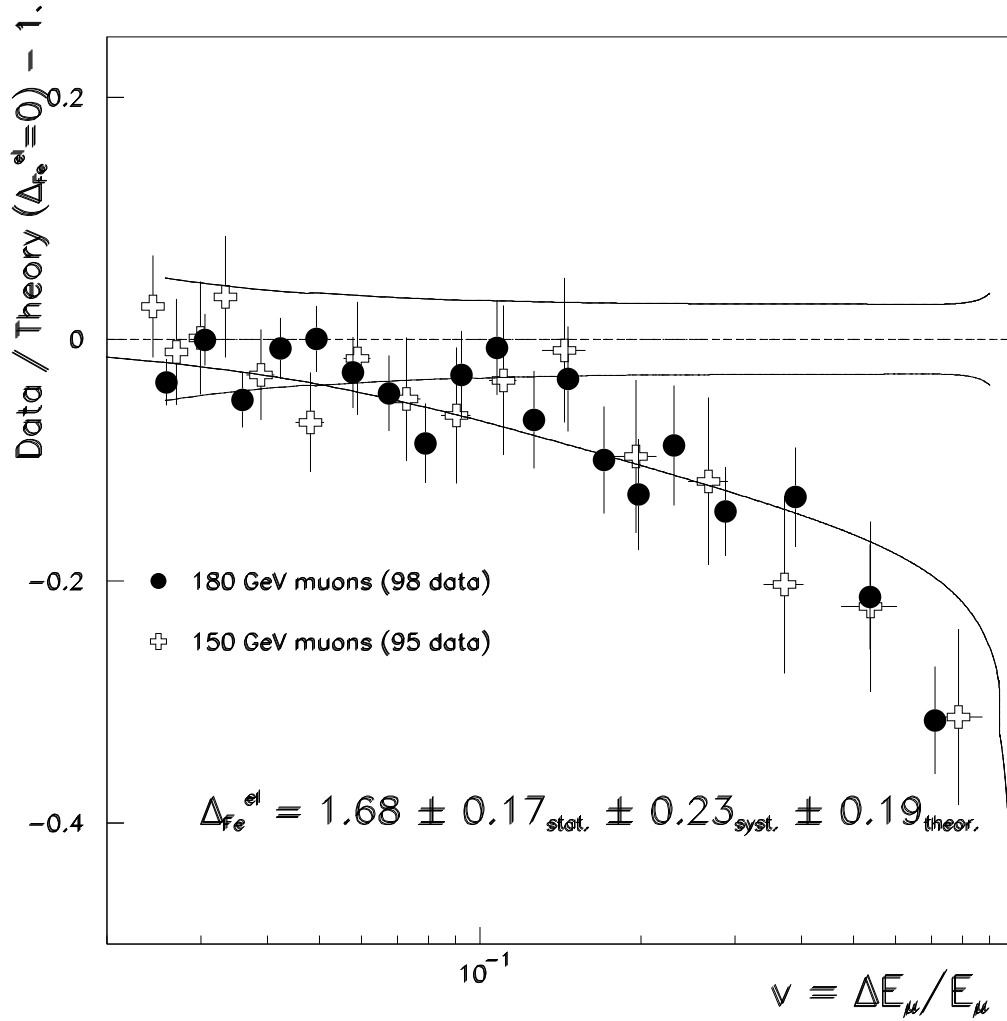 Data / Theory (Δ_Fe^el=0) − 1.
0.2
0
−0.2
−0.4
180 GeV muons (98 data)
150 GeV muons (95 data)
Δ_Fe^el = 1.68 ± 0.17_stat. ± 0.23_syst. ± 0.19_theor.
10^−1
v = ΔE_μ/E_μ